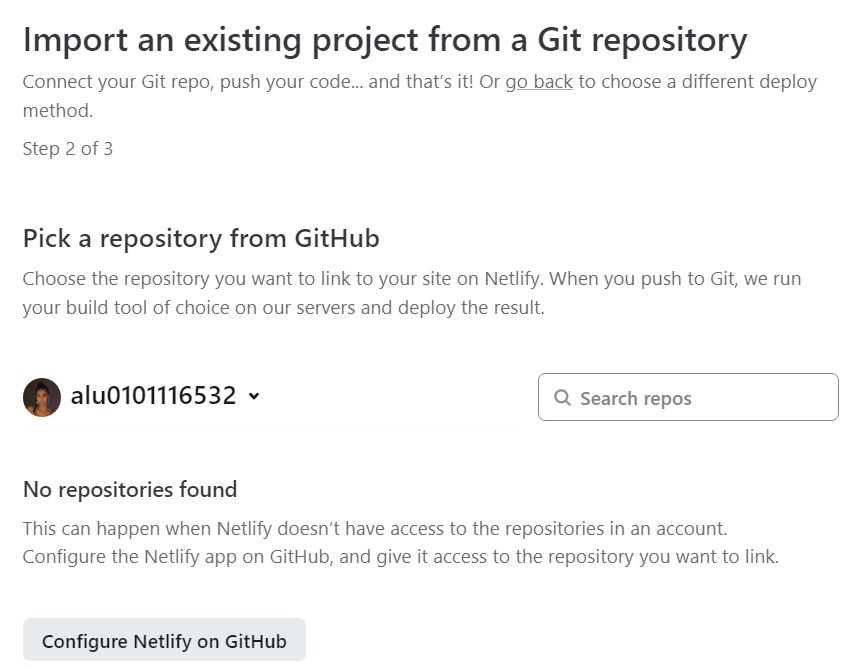 Import an existing project from a Git repository
Connect your Git repo, push your code... and that's it! Or go back to choose a different deploy
method.
Step 2 of 3
Pick a repository from GitHub
Choose the repository you want to link to your site on Netlify. When you push to Git, we run
your build tool of choice on our servers and deploy the result.
alu0101116532
Search repos
No repositories found
This can happen when Netlify doesn't have access to the repositories in an account.
Configure the Netlify app on GitHub, and give it access to the repository you want to link.
Configure Netlify on GitHub